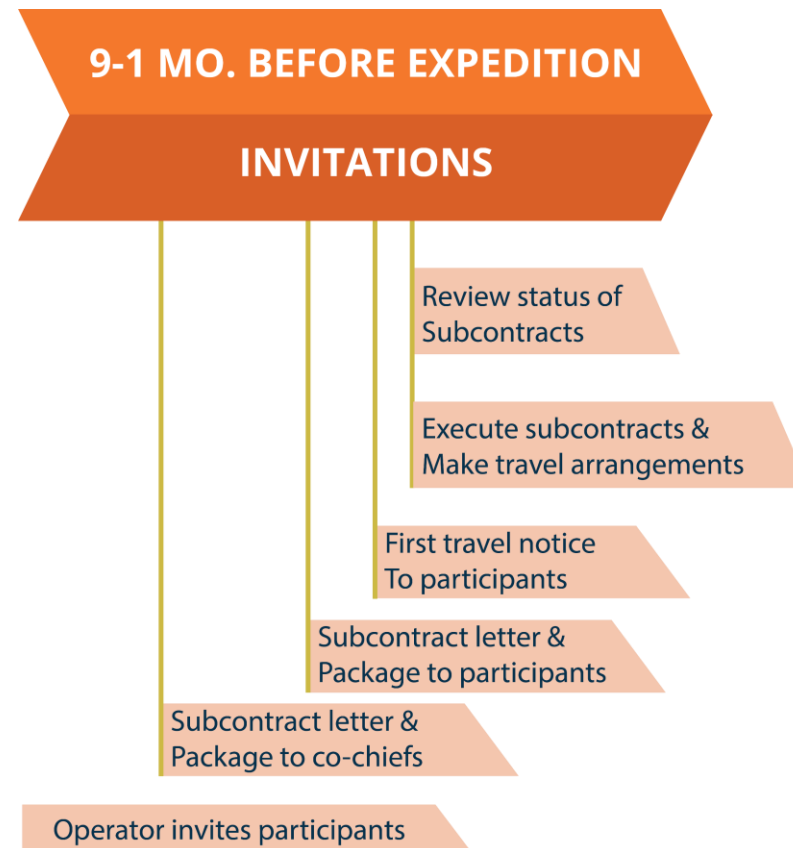 9-1 MO. BEFORE EXPEDITION
INVITATIONS
Review status of
Subcontracts
Execute subcontracts &
Make travel arrangements
First travel notice
To participants
Subcontract letter &
Package to participants
Subcontract letter &
Package to co-chiefs
Operator invites participants